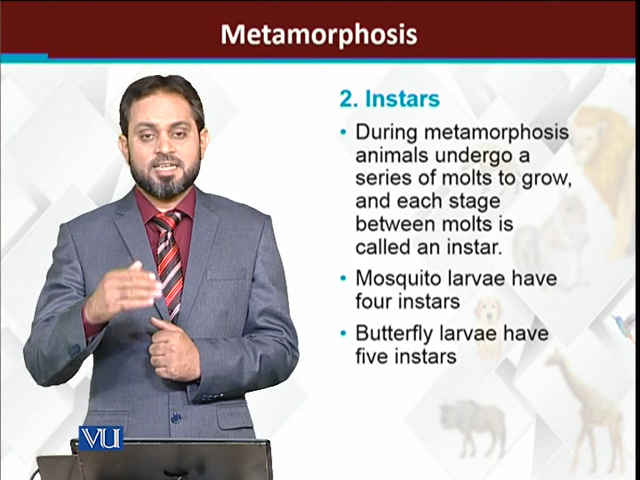 Metamorphosis
2. Instars
• During metamorphosis
animals undergo a
series of molts to grow,
and each stage
between molts is
called an instar.
• Mosquito larvae have
four instars
• Butterfly larvae have
five instars
VU